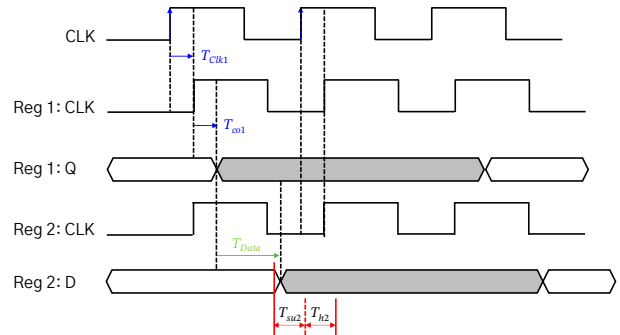 CLK
T_Clk1
Reg 1: CLK
T_co1
Reg 1: Q
Reg 2: CLK
T_Data
Reg 2: D
T_su2 T_h2